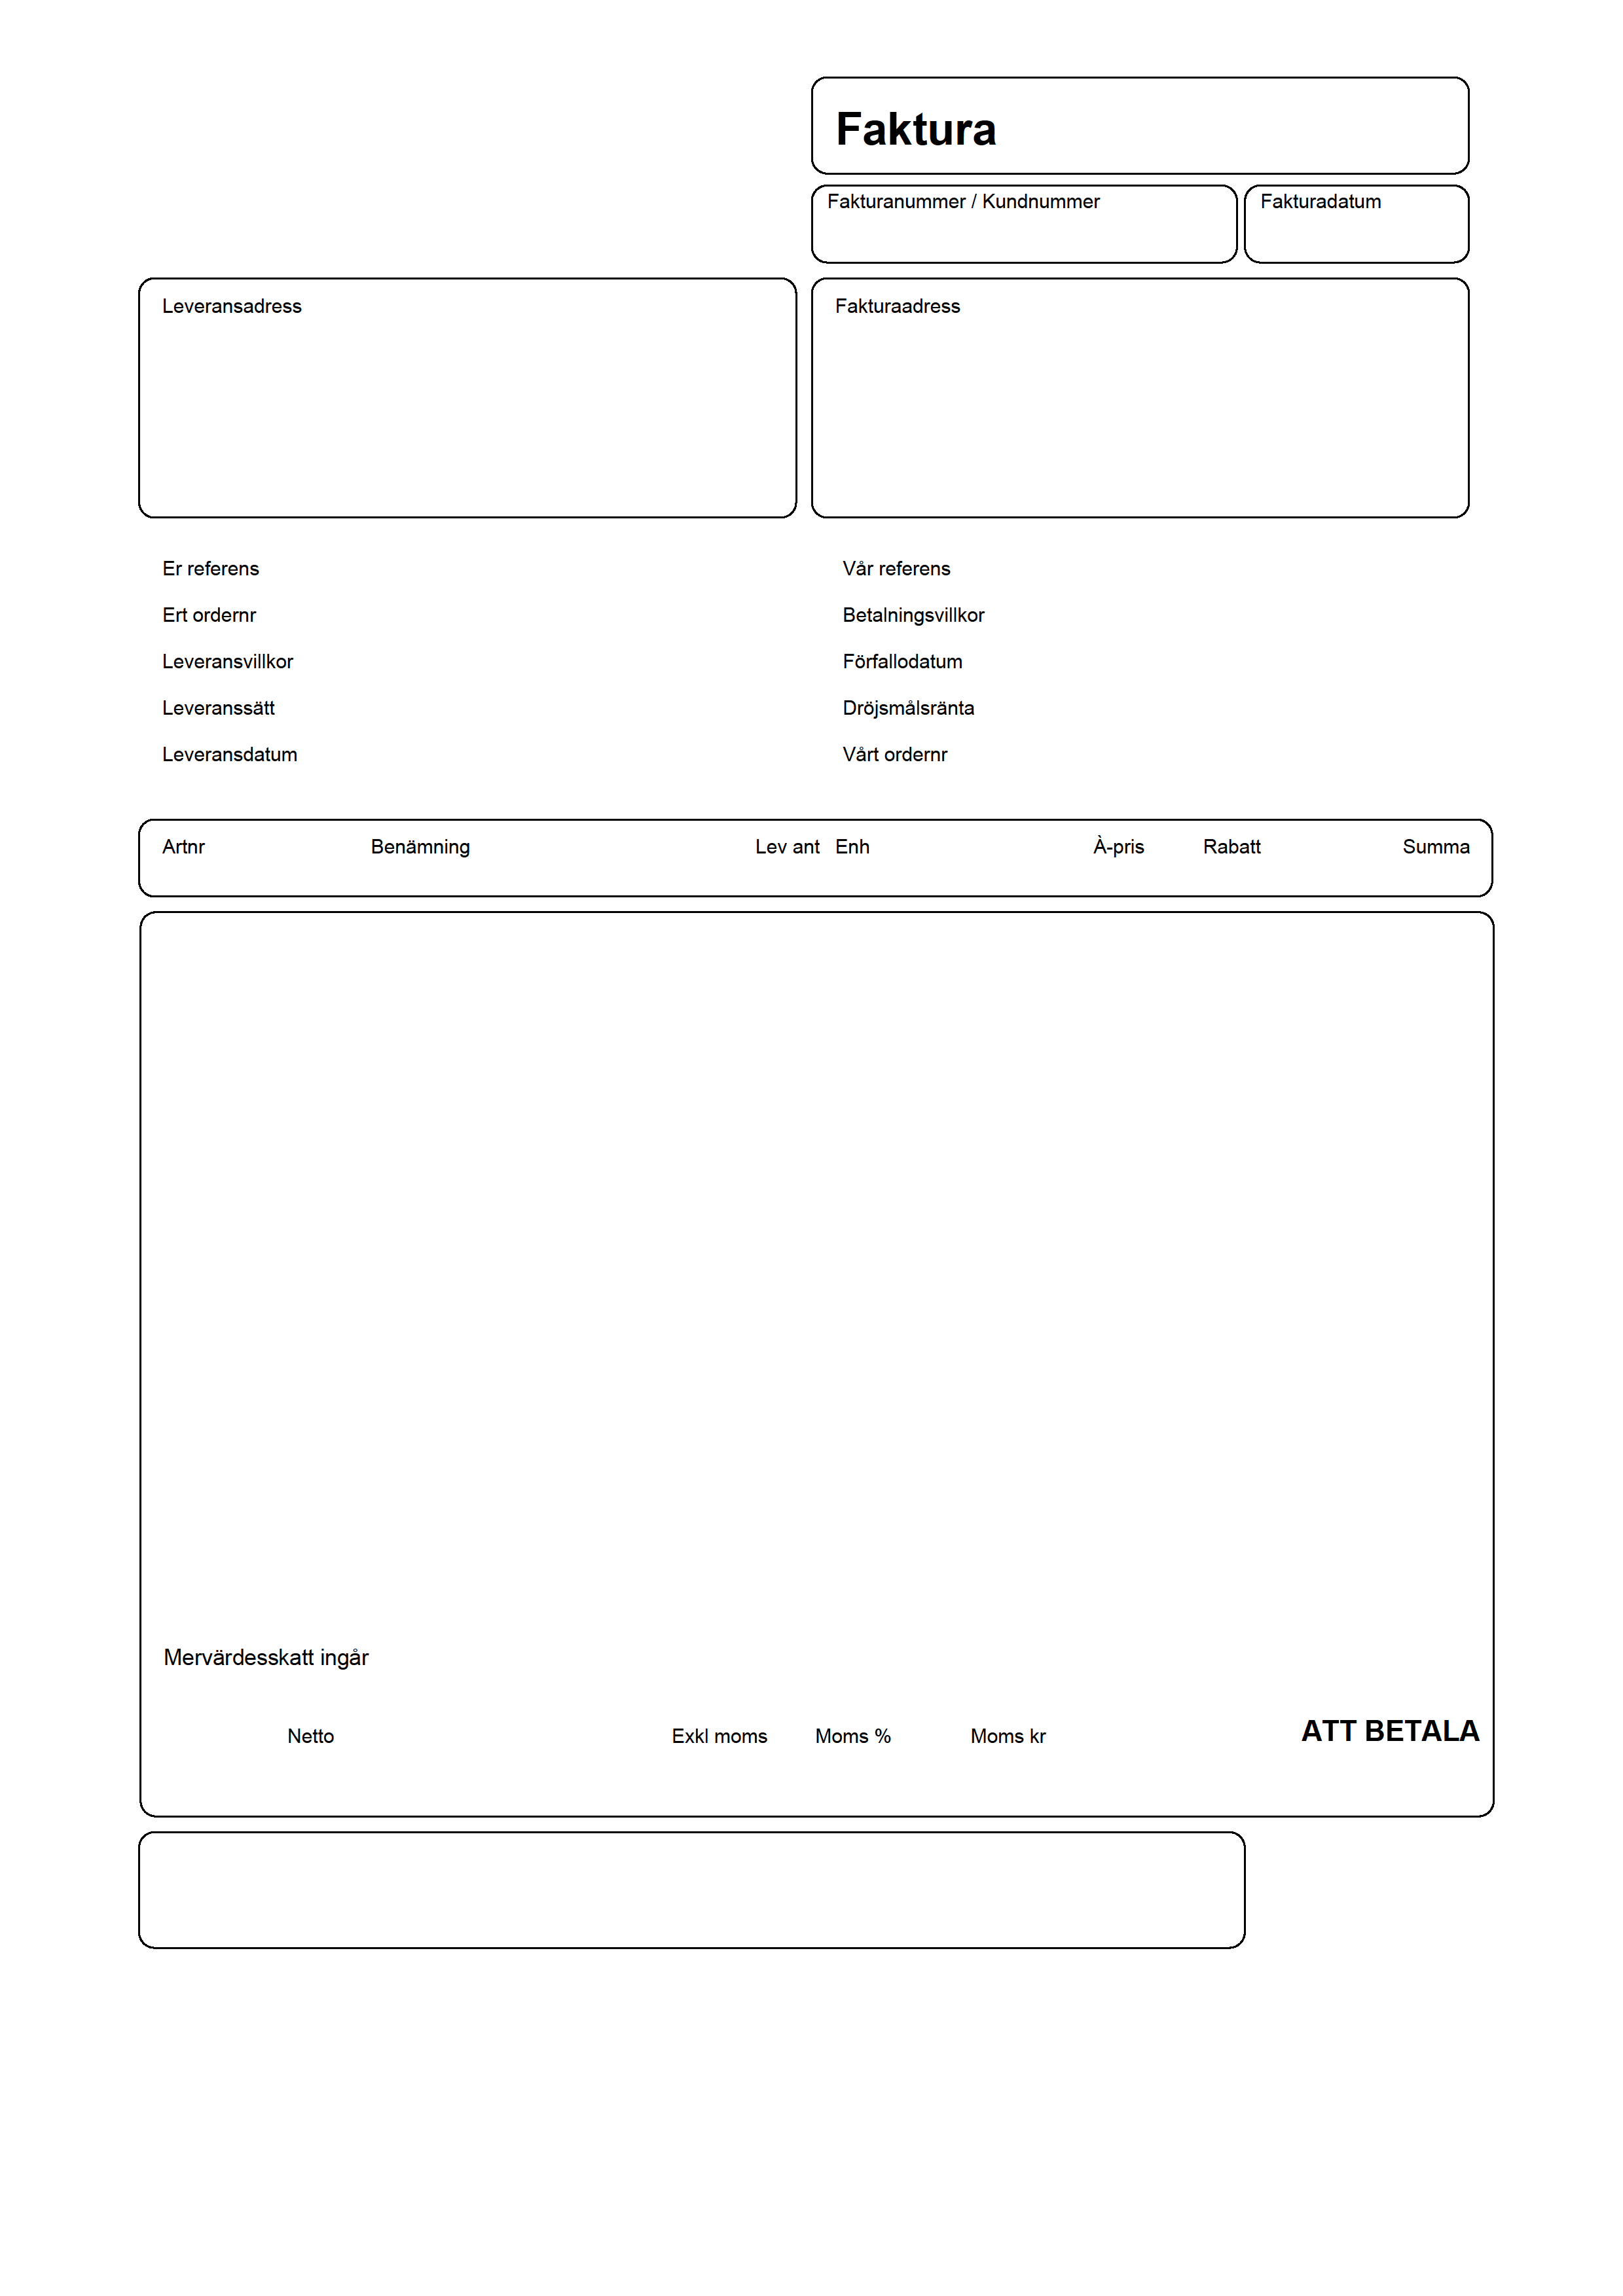 Faktura
Fakturanummer / Kundnummer Fakturadatum
Leveransadress Fakturaadress
Er referens Vår referens
Ert ordernr Betalningsvillkor
Leveransvillkor Förfallodatum
Leveranssätt Dröjsmålsränta
Leveransdatum Vårt ordernr
Artnr Benämning Lev ant Enh À-pris Rabatt Summa
Mervärdesskatt ingår
Netto Exkl moms Moms % Moms kr ATT BETALA